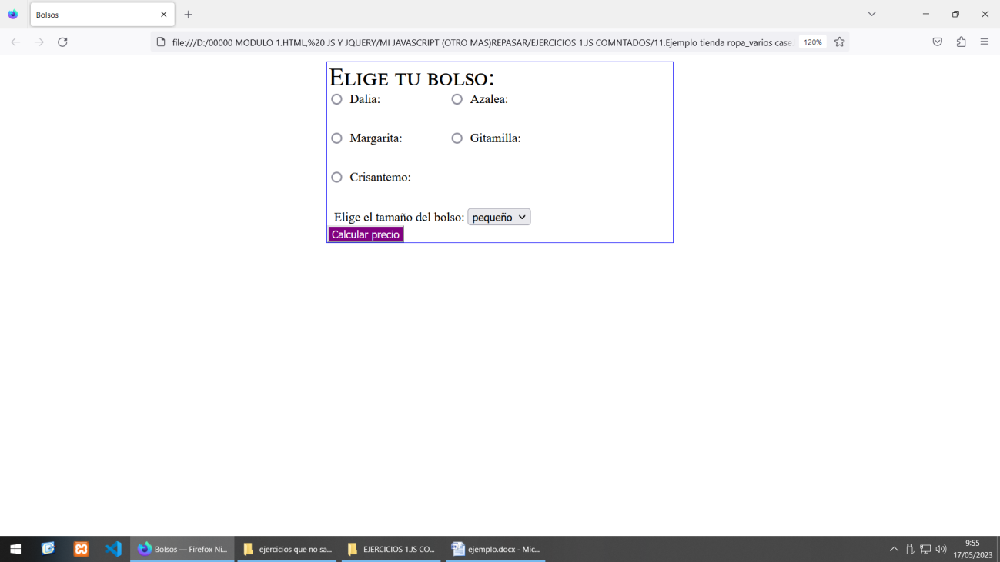 Bolsos
file:///D:/00000 MODULO 1.HTML,%20 JS Y JQUERY/MI JAVASCRIPT (OTRO MAS)REPASAR/EJERCICIOS 1.JS COMNTADOS/11.Ejemplo tienda ropa_varios case. 120%
Elige tu bolso:
Dalia: Azalea:
Margarita: Gitamilla:
Crisantemo:
Elige el tamaño del bolso: pequeño
Calcular precio
Bolsos — Firefox Ni... ejercicios que no sa... EJERCICIOS 1.JS CO... ejemplo.docx - Mic... 9:55
17/05/2023